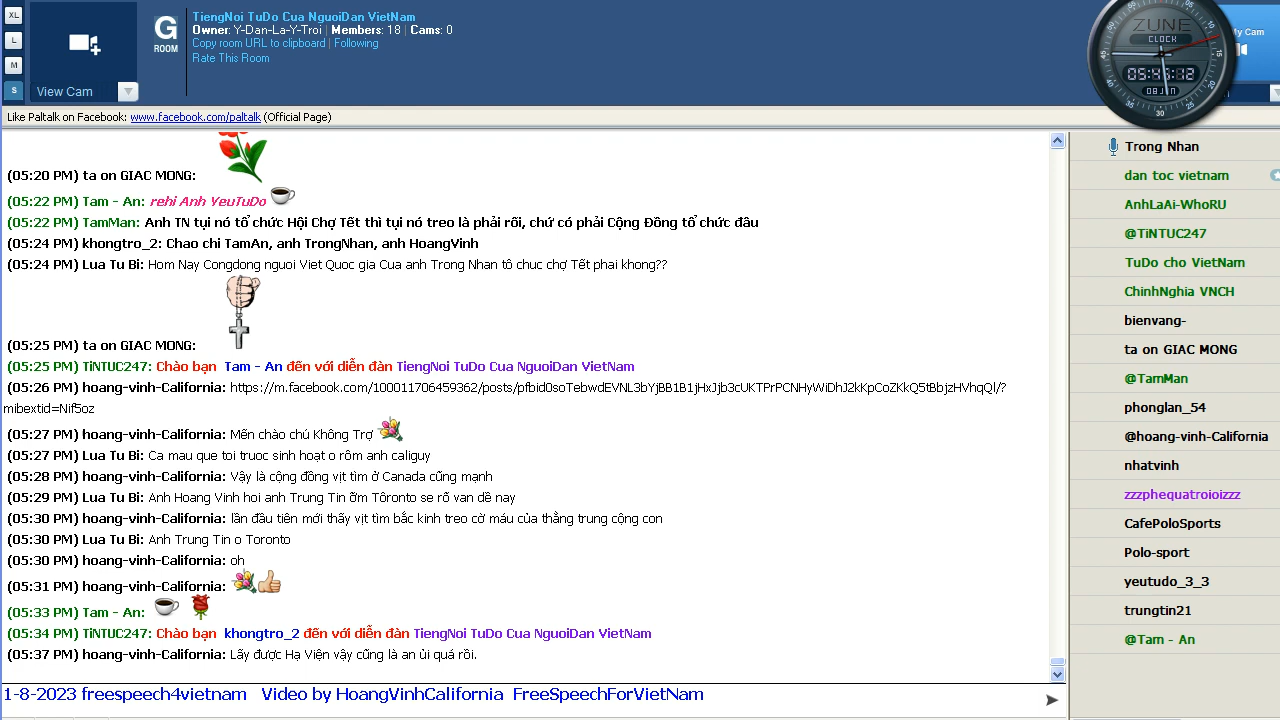 XL
L
M
S
View Cam
G
ROOM
TiengNoi TuDo Cua NguoiDan VietNam
Owner: Y-Dan-La-Y-Troi | Members: 18 | Cams: 0
Copy room URL to clipboard | Following
Rate This Room
ZUNE
CLOCK
08JAN
My Cam
Like Paltalk on Facebook: www.facebook.com/paltalk (Official Page)
(05:20 PM) ta on GIAC MONG:
(05:22 PM) Tam - An: rehi Anh YeuTuDo
(05:22 PM) TamMan: Anh TN tụi nó tổ chức Hội Chợ Tết thì tụi nó treo là phải rồi, chứ có phải Cộng Đồng tổ chức đâu
(05:24 PM) khongtro_2: Chao chi TamAn, anh TrongNhan, anh HoangVinh
(05:24 PM) Lua Tu Bi: Hom Nay Congdong nguoi Viet Quoc gia Cua anh Trong Nhan tô chuc chợ Tết phai khong??
(05:25 PM) ta on GIAC MONG:
(05:25 PM) TiNTUC247: Chào bạn Tam - An đến với diễn đàn TiengNoi TuDo Cua NguoiDan VietNam
(05:26 PM) hoang-vinh-California: https://m.facebook.com/100011705459362/posts/pfbid0soTebwdEVNL3bYjBB1B1jHxJjb3cUKTPrPCNHyWiDhJ2kKpCoZKkQ5tBbjzHVhqQl/?
mibextid=Nif5oz
(05:27 PM) hoang-vinh-California: Mến chào chú Không Trợ
(05:27 PM) Lua Tu Bi: Ca mau que toi truoc sinh hoạt o rôm anh caliguy
(05:28 PM) hoang-vinh-California: Vậy là cộng đồng vịt tìm ở Canada cũng mạnh
(05:29 PM) Lua Tu Bi: Anh Hoang Vinh hoi anh Trung Tin ỡm Tôronto se rõ van dề nay
(05:30 PM) hoang-vinh-California: lần đầu tiên mới thấy vịt tìm bắc kinh treo cờ máu của thằng trung cộng con
(05:30 PM) Lua Tu Bi: Anh Trung Tin o Toronto
(05:30 PM) hoang-vinh-California: oh
(05:31 PM) hoang-vinh-California:
(05:33 PM) Tam - An:
(05:34 PM) TiNTUC247: Chào bạn khongtro_2 đến với diễn đàn TiengNoi TuDo Cua NguoiDan VietNam
(05:37 PM) hoang-vinh-California: Lấy được Hạ Viện vậy cũng là an ủi quá rồi.
1-8-2023 freespeech4vietnam Video by HoangVinhCalifornia FreeSpeechForVietNam
Trong Nhan
dan toc vietnam
AnhLaAi-WhoRU
@TiNTUC247
TuDo cho VietNam
ChinhNghia VNCH
bienvang-
ta on GIAC MONG
@TamMan
phonglan_54
@hoang-vinh-California
nhatvinh
zzzphequatroioizzz
CafePoloSports
Polo-sport
yeutudo_3_3
trungtin21
@Tam - An